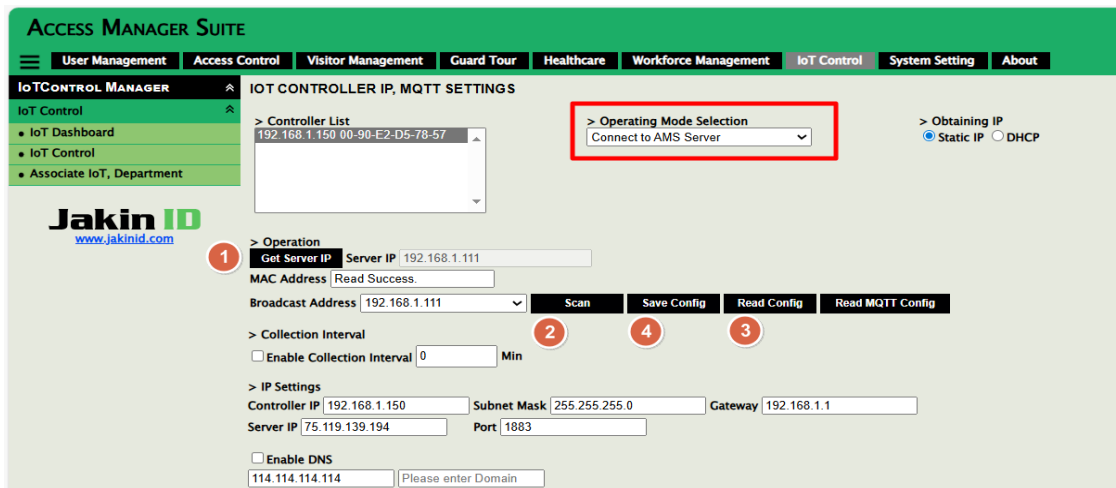 ACCESS MANAGER SUITE
User Management Access Control Visitor Management Guard Tour Healthcare Workforce Management IoT Control System Setting About
IOTCONTROL MANAGER
IoT Control
IoT Dashboard
IoT Control
Associate IoT, Department
Jakin ID
www.jakinid.com
IOT CONTROLLER IP, MQTT SETTINGS
> Controller List
192.168.1.150 00-90-E2-D5-78-57
> Operating Mode Selection
Connect to AMS Server
> Obtaining IP
Static IP DHCP
> Operation
1 Get Server IP Server IP 192.168.1.111
MAC Address Read Success.
Broadcast Address 192.168.1.111 Scan Save Config Read Config Read MQTT Config
2 4 3
> Collection Interval
Enable Collection Interval 0 Min
> IP Settings
Controller IP 192.168.1.150 Subnet Mask 255.255.255.0 Gateway 192.168.1.1
Server IP 75.119.139.194 Port 1883
Enable DNS
114.114.114.114 Please enter Domain